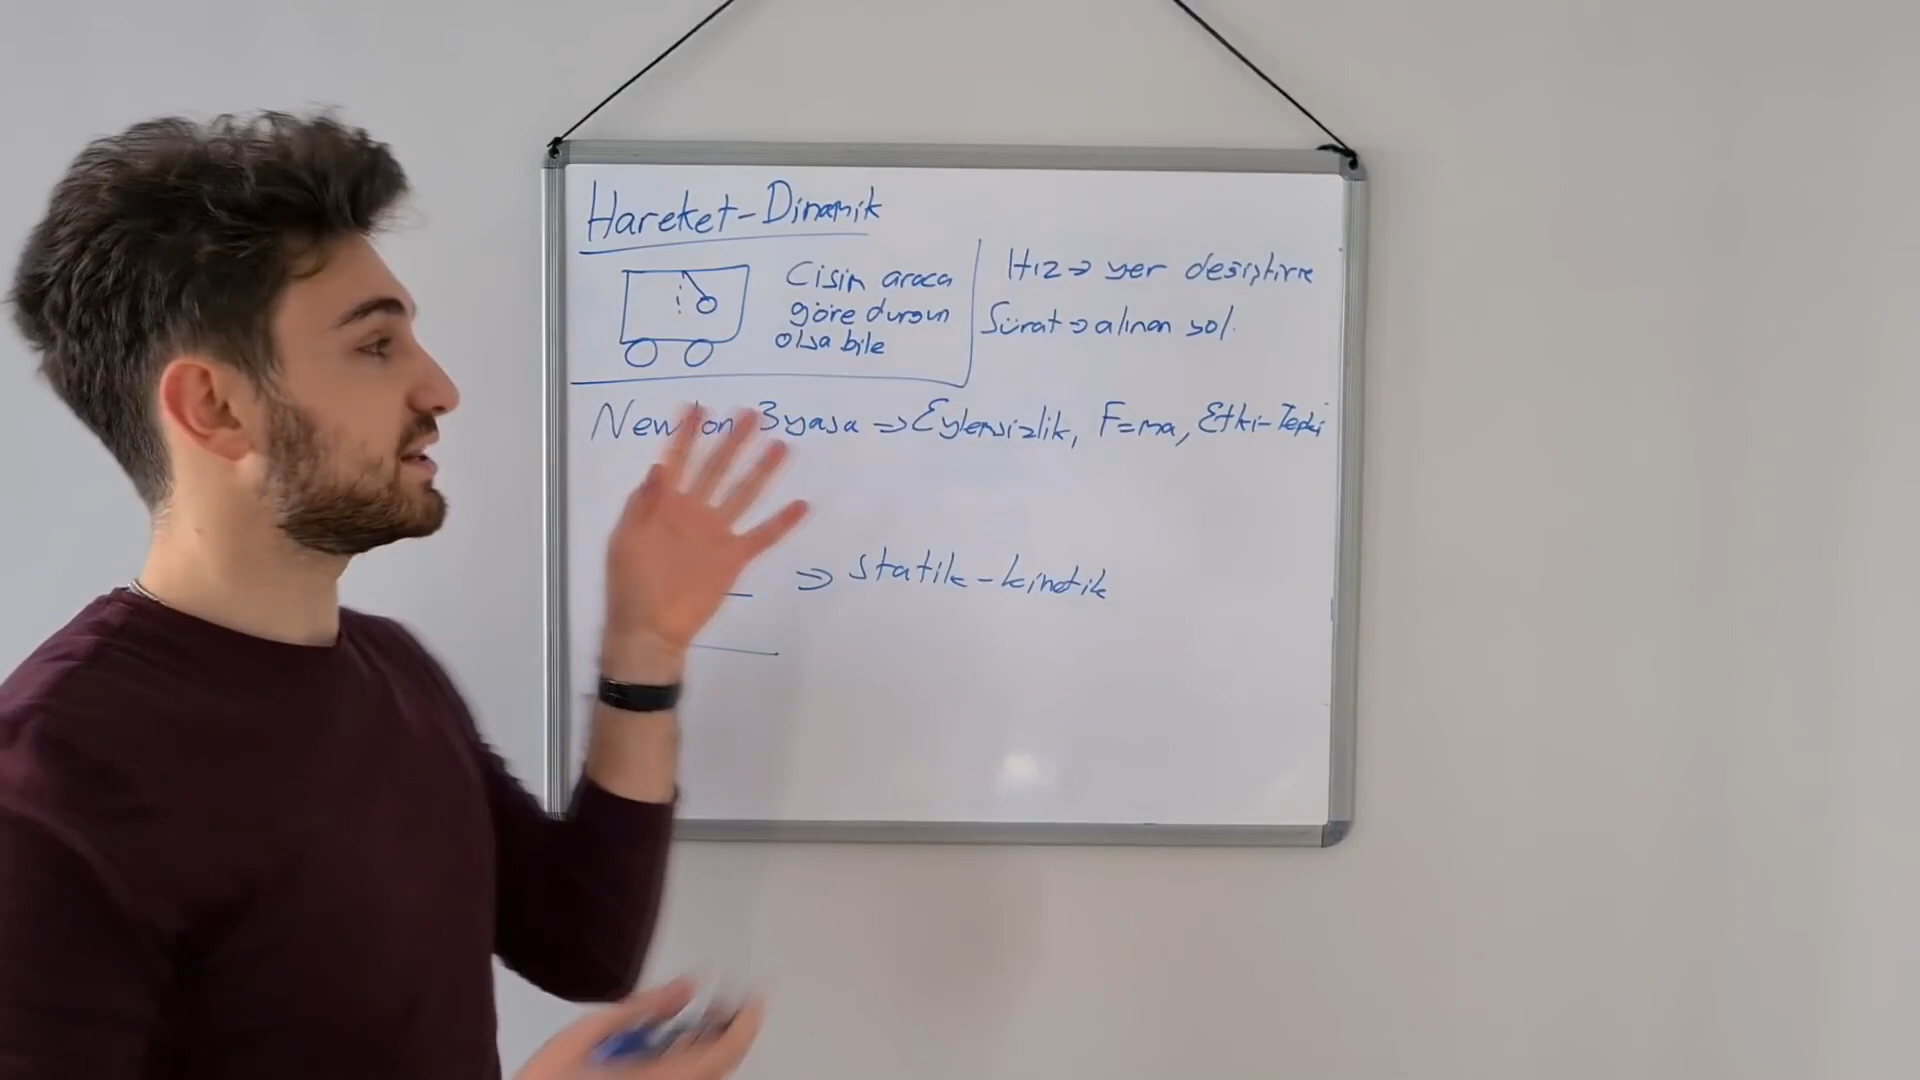 Hareket-Dinamik
Cisim araca
göre durgun
olsa bile
Hız → yer değiştirme
Sürat → alınan yol.
Newton 3 yasa → Eylemsizlik, F=ma, Etki-Tepki
⇒ statik-kinetik